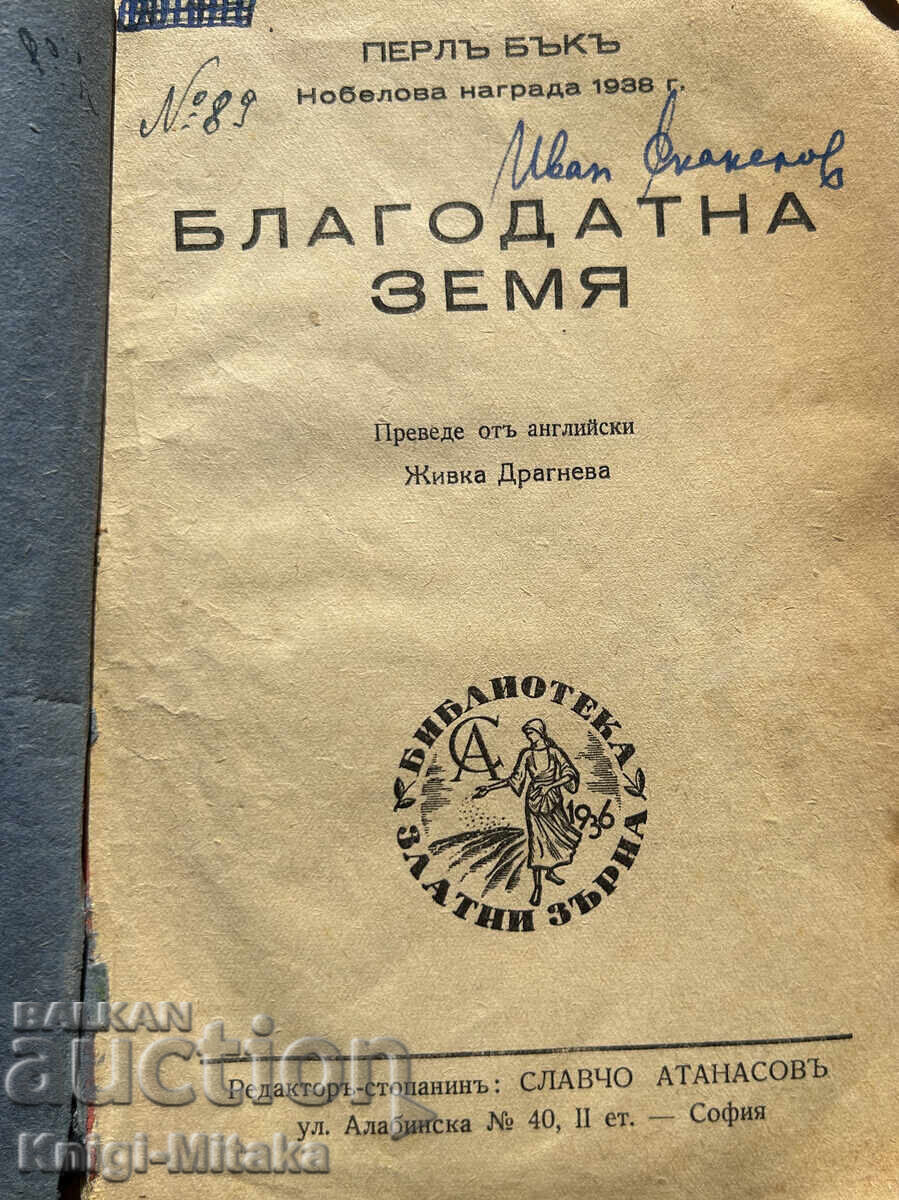 ПЕРЛЪ БЪКЪ
Нобелова награда 1938 г.
№ 89
Иван
БЛАГОДАТНА
ЗЕМЯ
Преведе отъ английски
Живка Драгнева
БИБЛИОТЕКА
СА
1936
ЗЛАТНИ ЗЪРНА
Редакторъ-стопанинъ: СЛАВЧО АТАНАСОВЪ
ул. Алабинска № 40, II ет. — София
BALKAN
auction
Knigi-Mitaka